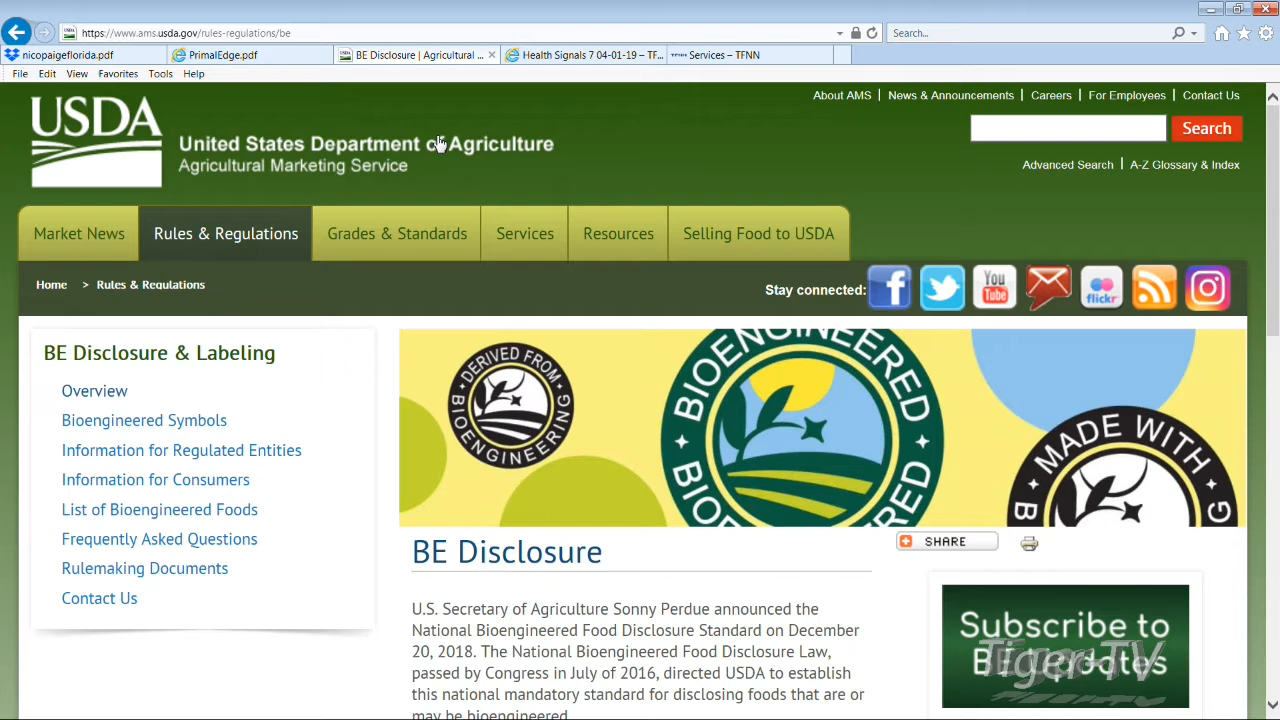 https://www.ams.usda.gov/rules-regulations/be
Search...
nicopaigeflorida.pdf
PrimalEdge.pdf
BE Disclosure | Agricultural ...
Health Signals 7 04-01-19 – TF...
TFNN Services – TFNN
File Edit View Favorites Tools Help
About AMS | News & Announcements | Careers | For Employees | Contact Us
USDA
United States Department of Agriculture
Agricultural Marketing Service
Search
Advanced Search | A-Z Glossary & Index
Market News
Rules & Regulations
Grades & Standards
Services
Resources
Selling Food to USDA
Home > Rules & Regulations
Stay connected:
You Tube
flickr
BE Disclosure & Labeling
Overview
Bioengineered Symbols
Information for Regulated Entities
Information for Consumers
List of Bioengineered Foods
Frequently Asked Questions
Rulemaking Documents
Contact Us
DERIVED FROM
BIOENGINEERING
BIOENGINEERED
MADE WITH
B G
BE Disclosure
SHARE
U.S. Secretary of Agriculture Sonny Perdue announced the
National Bioengineered Food Disclosure Standard on December
20, 2018. The National Bioengineered Food Disclosure Law,
passed by Congress in July of 2016, directed USDA to establish
this national mandatory standard for disclosing foods that are or
may be bioengineered.
Subscribe to
BE Updates
Tiger-TV